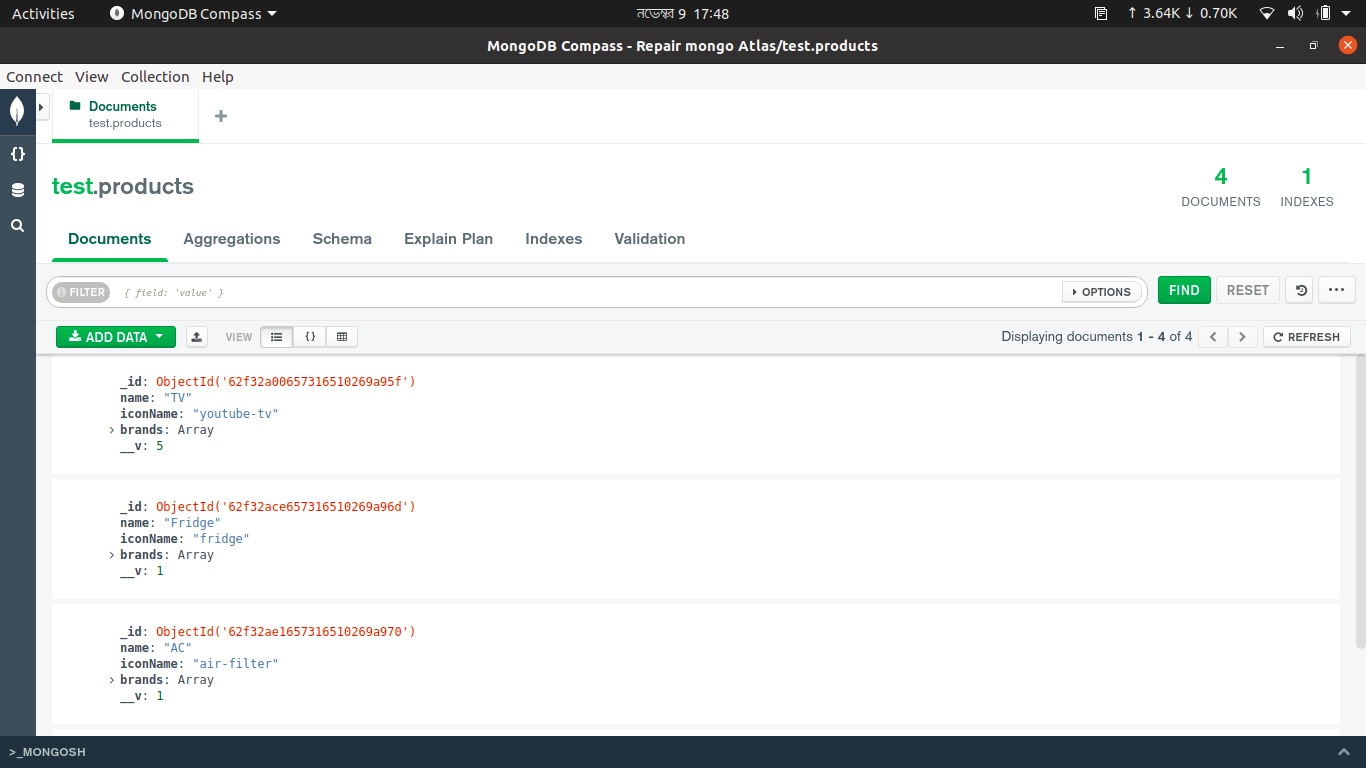 Activities MongoDB Compass নভেম্বর 9 17:48 ↑ 3.64K ↓ 0.70K
MongoDB Compass - Repair mongo Atlas/test.products
Connect View Collection Help
Documents
test.products
test.products
4
DOCUMENTS
1
INDEXES
Documents Aggregations Schema Explain Plan Indexes Validation
FILTER { field: 'value' } OPTIONS FIND RESET ...
ADD DATA VIEW {} Displaying documents 1 - 4 of 4 < > REFRESH
_id: ObjectId('62f32a00657316510269a95f')
name: "TV"
iconName: "youtube-tv"
> brands: Array
__v: 5
_id: ObjectId('62f32ace657316510269a96d')
name: "Fridge"
iconName: "fridge"
> brands: Array
__v: 1
_id: ObjectId('62f32ae1657316510269a970')
name: "AC"
iconName: "air-filter"
> brands: Array
__v: 1
>_MONGOSH